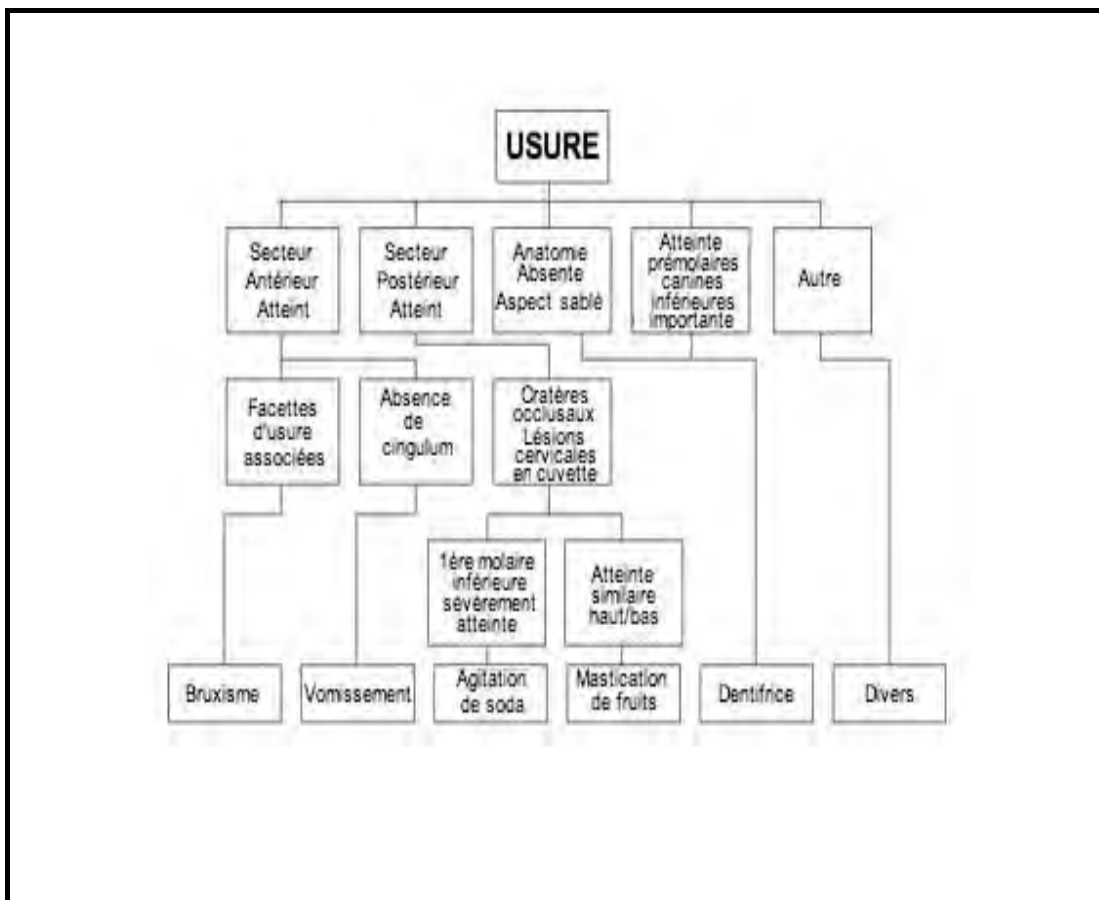 USURE
Secteur
Antérieur
Atteint
Secteur
Postérieur
Atteint
Anatomie
Absente
Aspect sablé
Atteinte
prémolaires
canines
inférieures
importante
Autre
Facettes
d'usure
associées
Absence
de
cingulum
Cratères
occlusaux
Lésions
cervicales
en cuvette
1ère molaire
inférieure
sévèrement
atteinte
Atteinte
similaire
haut/bas
Bruxisme
Vomissement
Agitation
de soda
Mastication
de fruits
Dentifrice
Divers